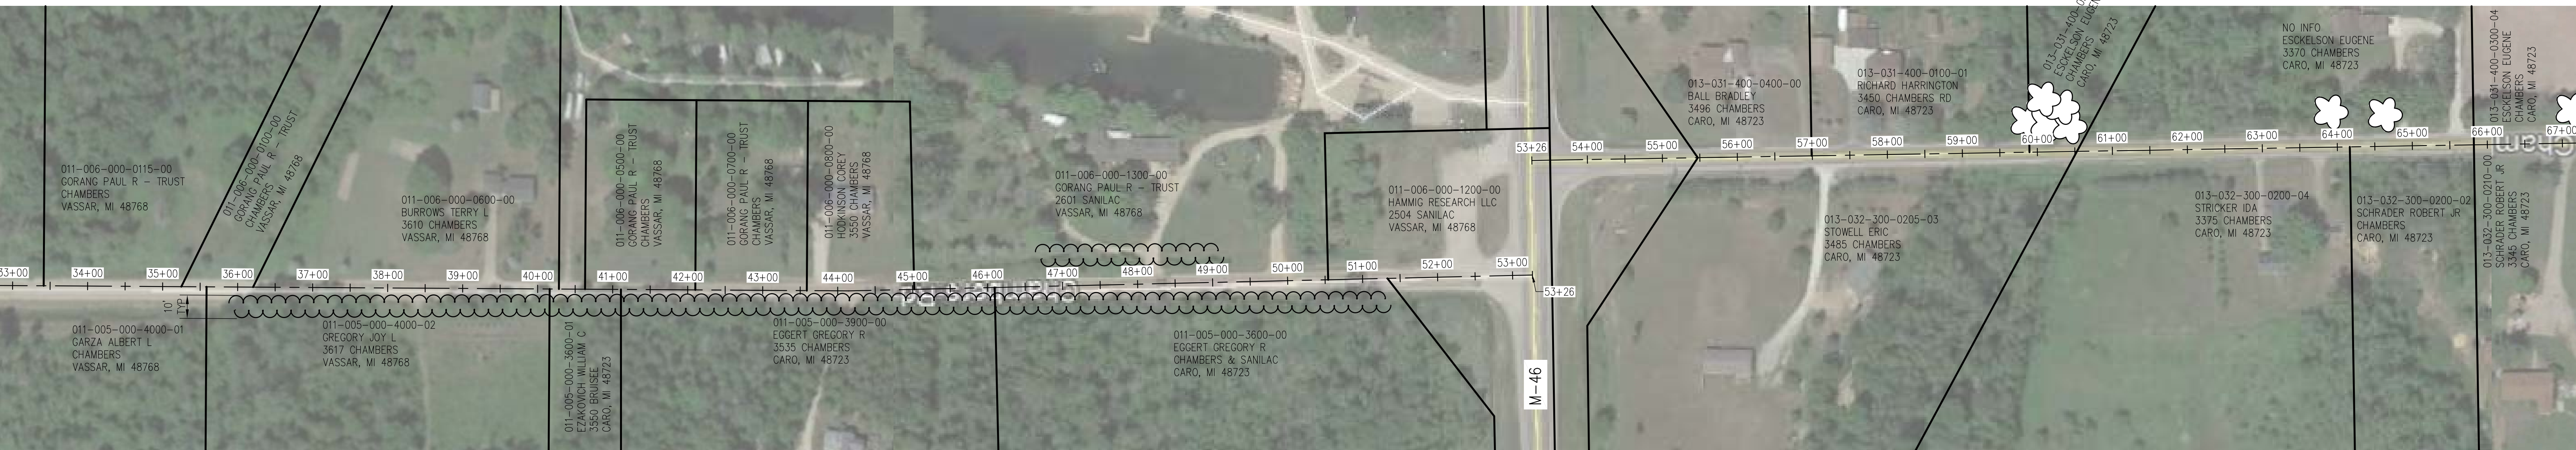 011-006-000-0115-00
GORANG PAUL R - TRUST
CHAMBERS
VASSAR, MI 48768
011-006-000-0100-00
GORANG PAUL R - TRUST
CHAMBERS
VASSAR, MI 48768
011-006-000-0600-00
BURROWS TERRY L
3610 CHAMBERS
VASSAR, MI 48768
011-006-000-0500-00
GORANG PAUL R - TRUST
CHAMBERS
VASSAR, MI 48768
011-006-000-0700-00
GORANG PAUL R - TRUST
CHAMBERS
VASSAR, MI 48768
011-006-000-0800-00
HODKINSON COREY
3550 CHAMBERS
VASSAR, MI 48768
011-006-000-1300-00
GORANG PAUL R - TRUST
2601 SANILAC
VASSAR, MI 48768
011-006-000-1200-00
HAMMIG RESEARCH LLC
2504 SANILAC
VASSAR, MI 48768
013-031-400-0400-00
BALL BRADLEY
3496 CHAMBERS
CARO, MI 48723
013-031-400-0100-01
RICHARD HARRINGTON
3450 CHAMBERS RD
CARO, MI 48723
ESCKELSON EUGENE
CHAMBERS
CARO, MI 48723
NO INFO
ESCKELSON EUGENE
3370 CHAMBERS
CARO, MI 48723
013-031-400-0300-04
ESCKELSON EUGENE
CHAMBERS
CARO, MI 48723
33+00 34+00 35+00 36+00 37+00 38+00 39+00 40+00 41+00 42+00 43+00 44+00 45+00 46+00 47+00 48+00 49+00 50+00 51+00 52+00 53+00
53+26
53+26
54+00 55+00 56+00 57+00 58+00 59+00 60+00 61+00 62+00 63+00 64+00 65+00 66+00 67+00
10'
TYP
011-005-000-4000-01
GARZA ALBERT L
CHAMBERS
VASSAR, MI 48768
011-005-000-4000-02
GREGORY JOY L
3617 CHAMBERS
VASSAR, MI 48768
011-005-000-3600-01
EZAKOVICH WILLIAM C
3550 BRUISEE
CARO, MI 48723
011-005-000-3900-00
EGGERT GREGORY R
3535 CHAMBERS
CARO, MI 48723
011-005-000-3600-00
EGGERT GREGORY R
CHAMBERS & SANILAC
CARO, MI 48723
M-46
013-032-300-0205-03
STOWELL ERIC
3485 CHAMBERS
CARO, MI 48723
013-032-300-0200-04
STRICKER IDA
3375 CHAMBERS
CARO, MI 48723
013-032-300-0200-02
SCHRADER ROBERT JR
CHAMBERS
CARO, MI 48723
013-032-300-0210-00
SCHRADER ROBERT JR
3345 CHAMBERS
CARO, MI 48723
Cham